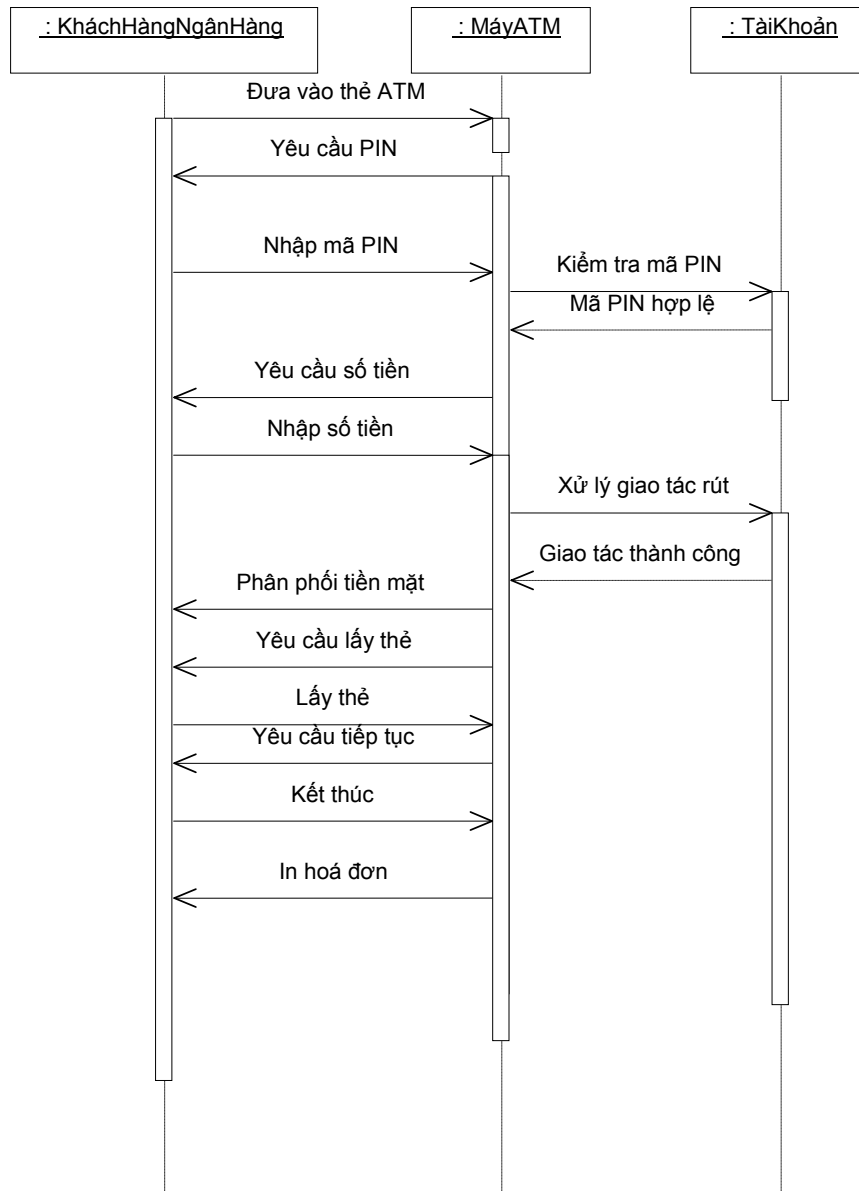 : KháchHàngNgânHàng
: MáyATM
: TàiKhoản
Đưa vào thẻ ATM
Yêu cầu PIN
Nhập mã PIN
Kiểm tra mã PIN
Mã PIN hợp lệ
Yêu cầu số tiền
Nhập số tiền
Xử lý giao tác rút
Giao tác thành công
Phân phối tiền mặt
Yêu cầu lấy thẻ
Lấy thẻ
Yêu cầu tiếp tục
Kết thúc
In hoá đơn